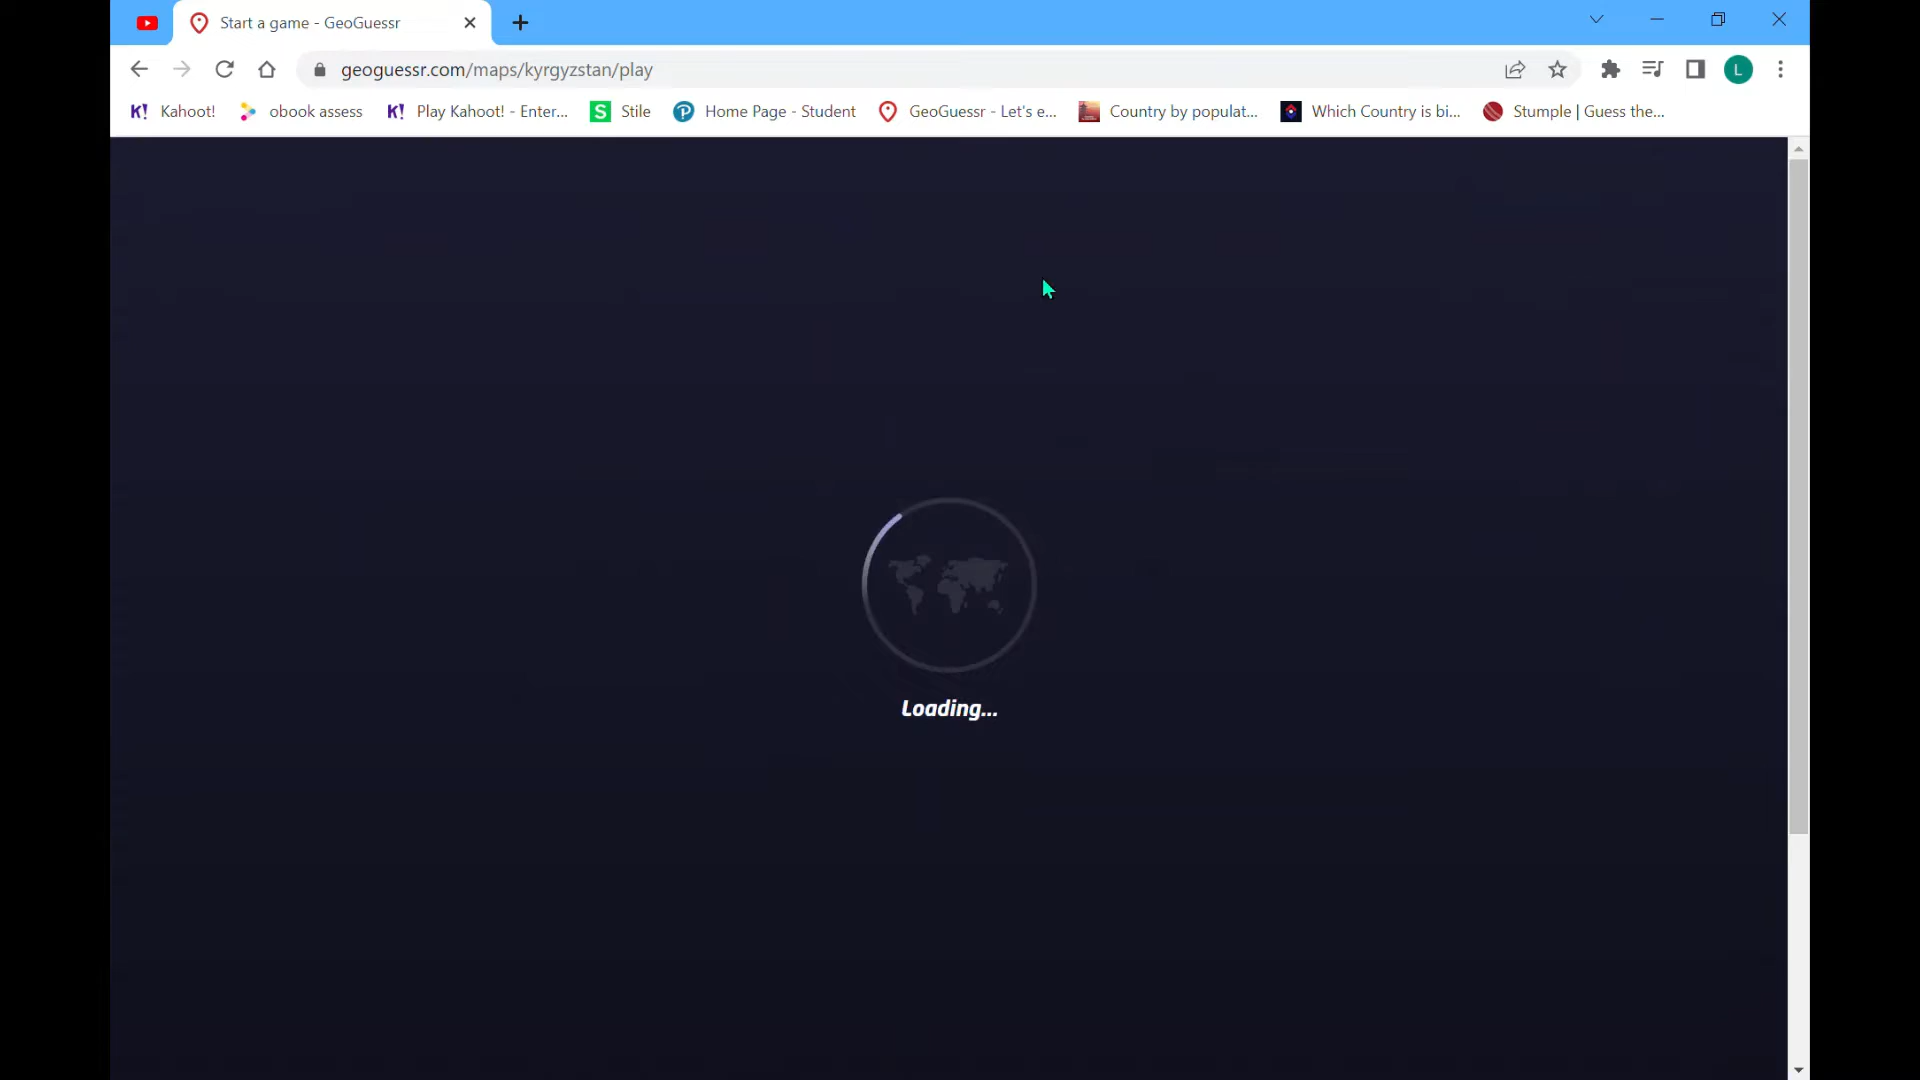 Start a game - GeoGuessr
geoguessr.com/maps/kyrgyzstan/play
L
K! Kahoot! obook assess K! Play Kahoot! - Enter... S Stile P Home Page - Student GeoGuessr - Let's e... Country by populat... Which Country is bi... Stumple | Guess the...
Loading...